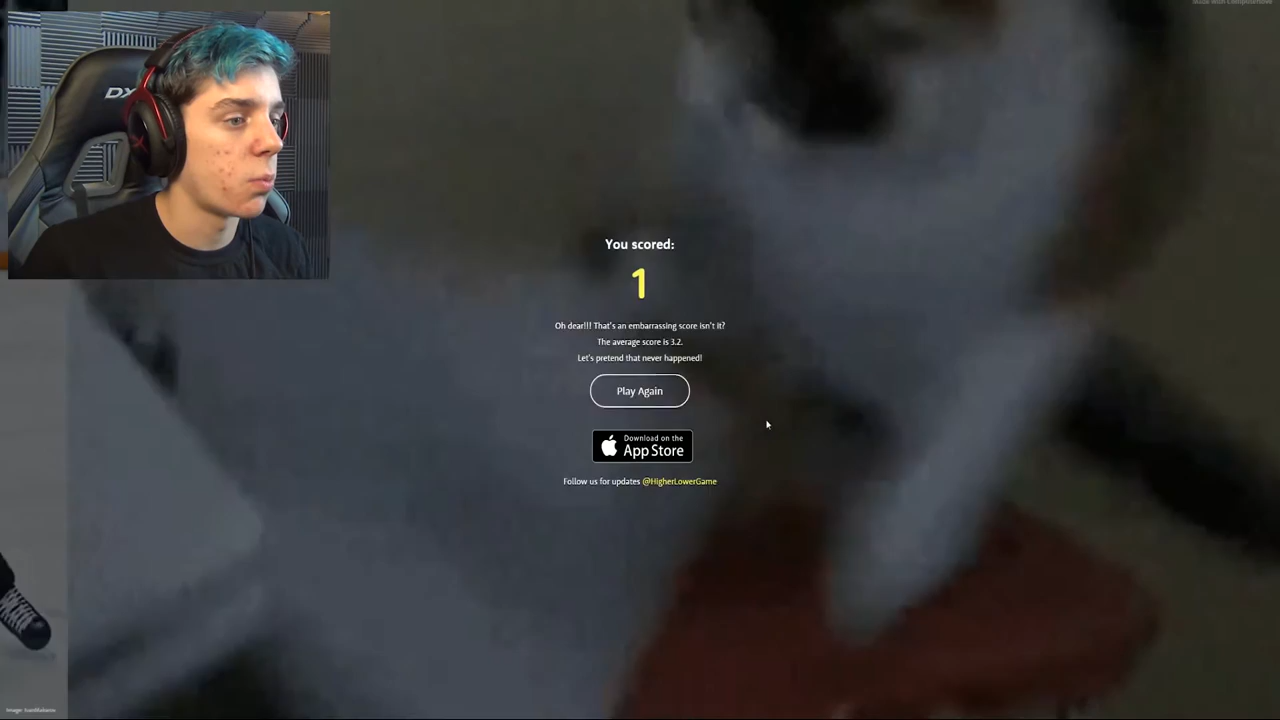 DX
You scored:
1
Oh dear!!! That's an embarrassing score isn't it?
The average score is 3.2.
Let's pretend that never happened!
Play Again
Download on the
App Store
Follow us for updates @HigherLowerGame